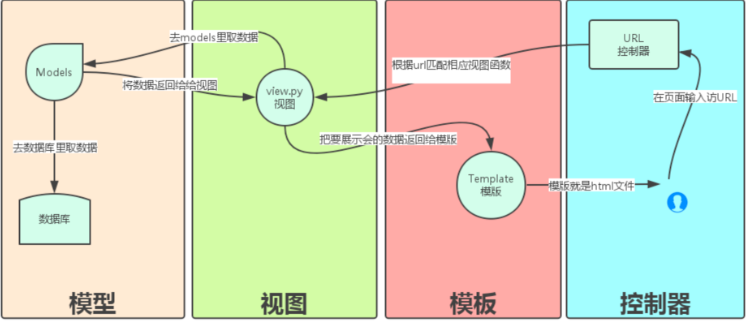 去models里取数据
Models
将数据返回给给视图
去数据库里取数据
数据库
模型
view.py
视图
根据url匹配相应视图函数
把要展示会的数据返回给模版
视图
Template
模版
模版就是html文件
模板
URL
控制器
在页面输入访URL
控制器